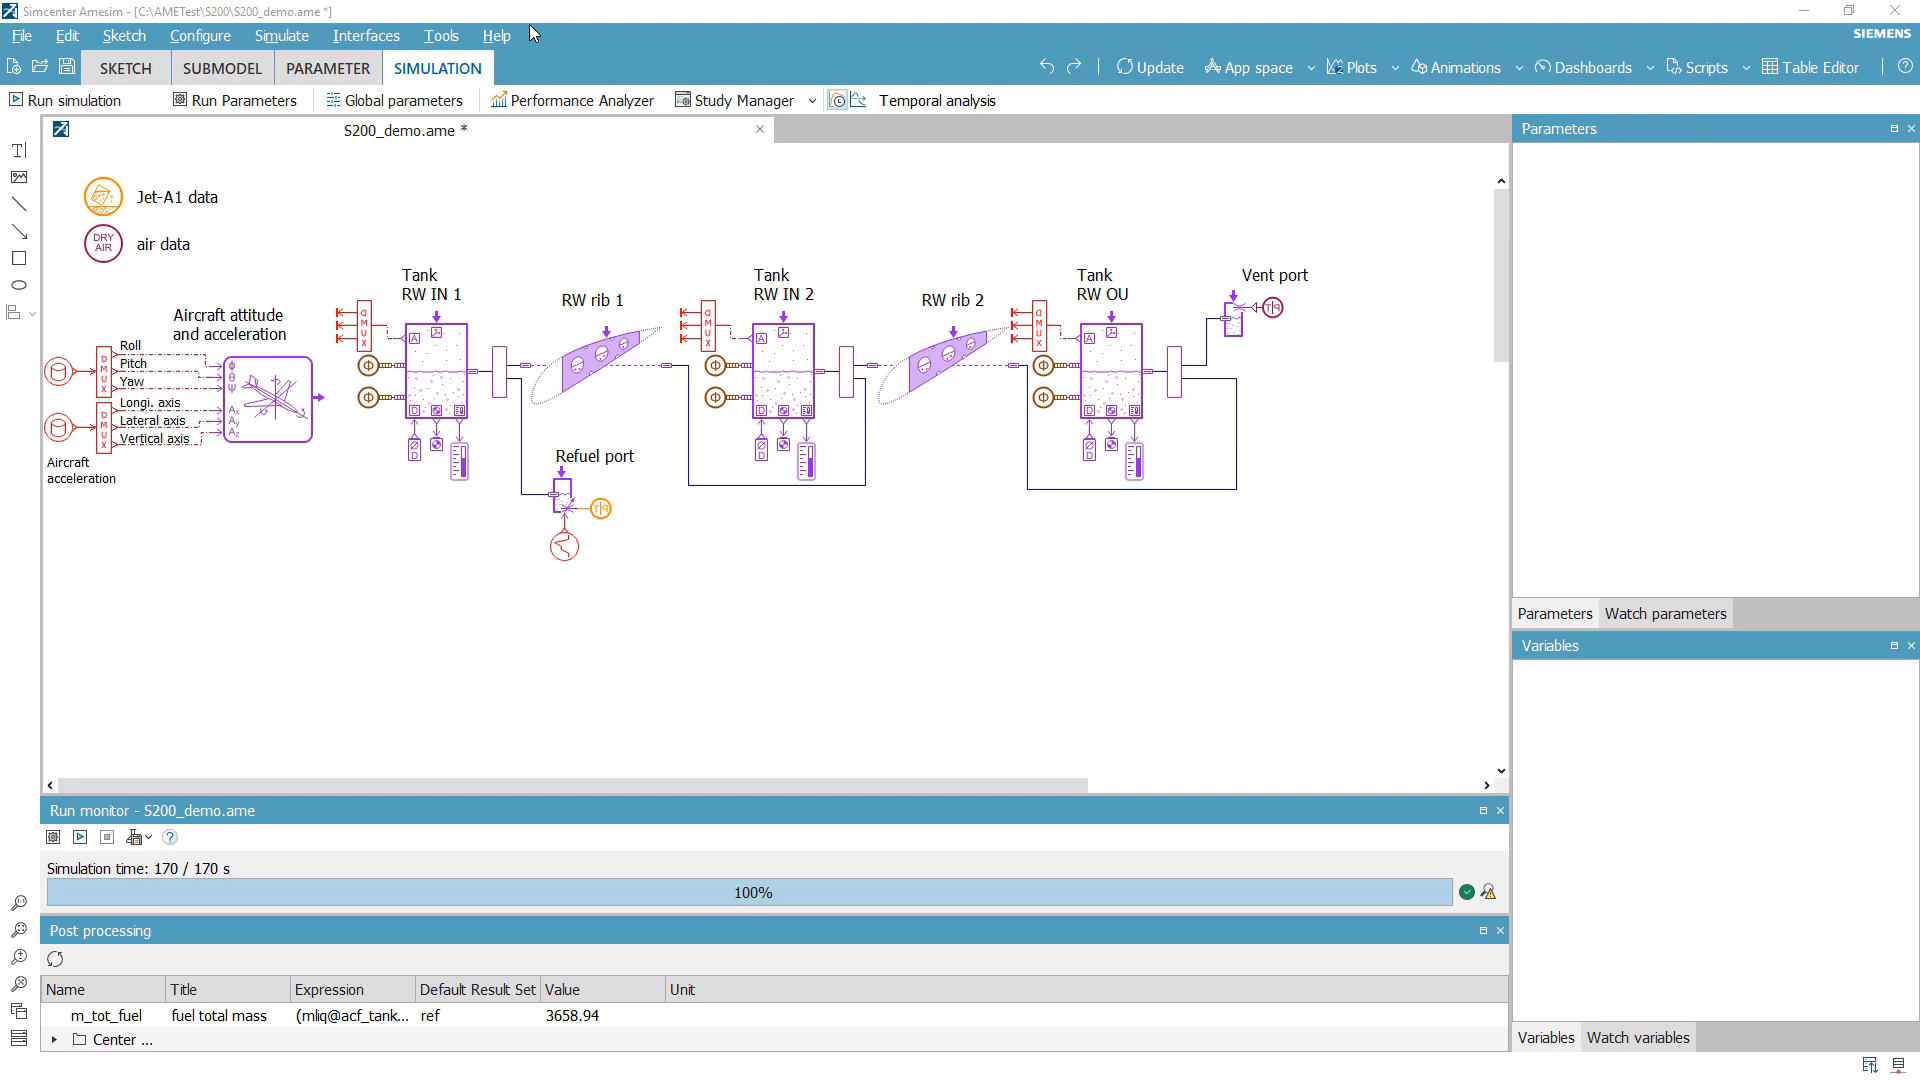 Simcenter Amesim - [C:\AMETest\S200\S200_demo.ame *]
File Edit Sketch Configure Simulate Interfaces Tools Help
SIEMENS
SKETCH SUBMODEL PARAMETER SIMULATION
Update App space Plots Animations Dashboards Scripts Table Editor
Run simulation Run Parameters Global parameters Performance Analyzer Study Manager Temporal analysis
S200_demo.ame *
Parameters
Jet-A1 data
DRY
AIR
air data
Tank
RW IN 1
RW rib 1
Tank
RW IN 2
RW rib 2
Tank
RW OU
Vent port
Aircraft attitude
and acceleration
Roll
Pitch
Yaw
Longi. axis
Lateral axis
Vertical axis
Aircraft
acceleration
Refuel port
Parameters Watch parameters
Variables
Run monitor - S200_demo.ame
Simulation time: 170 / 170 s
100%
Post processing
Name Title Expression Default Result Set Value Unit
m_tot_fuel fuel total mass (mliq@acf_tank... ref 3658.94
Center ...
Variables Watch variables